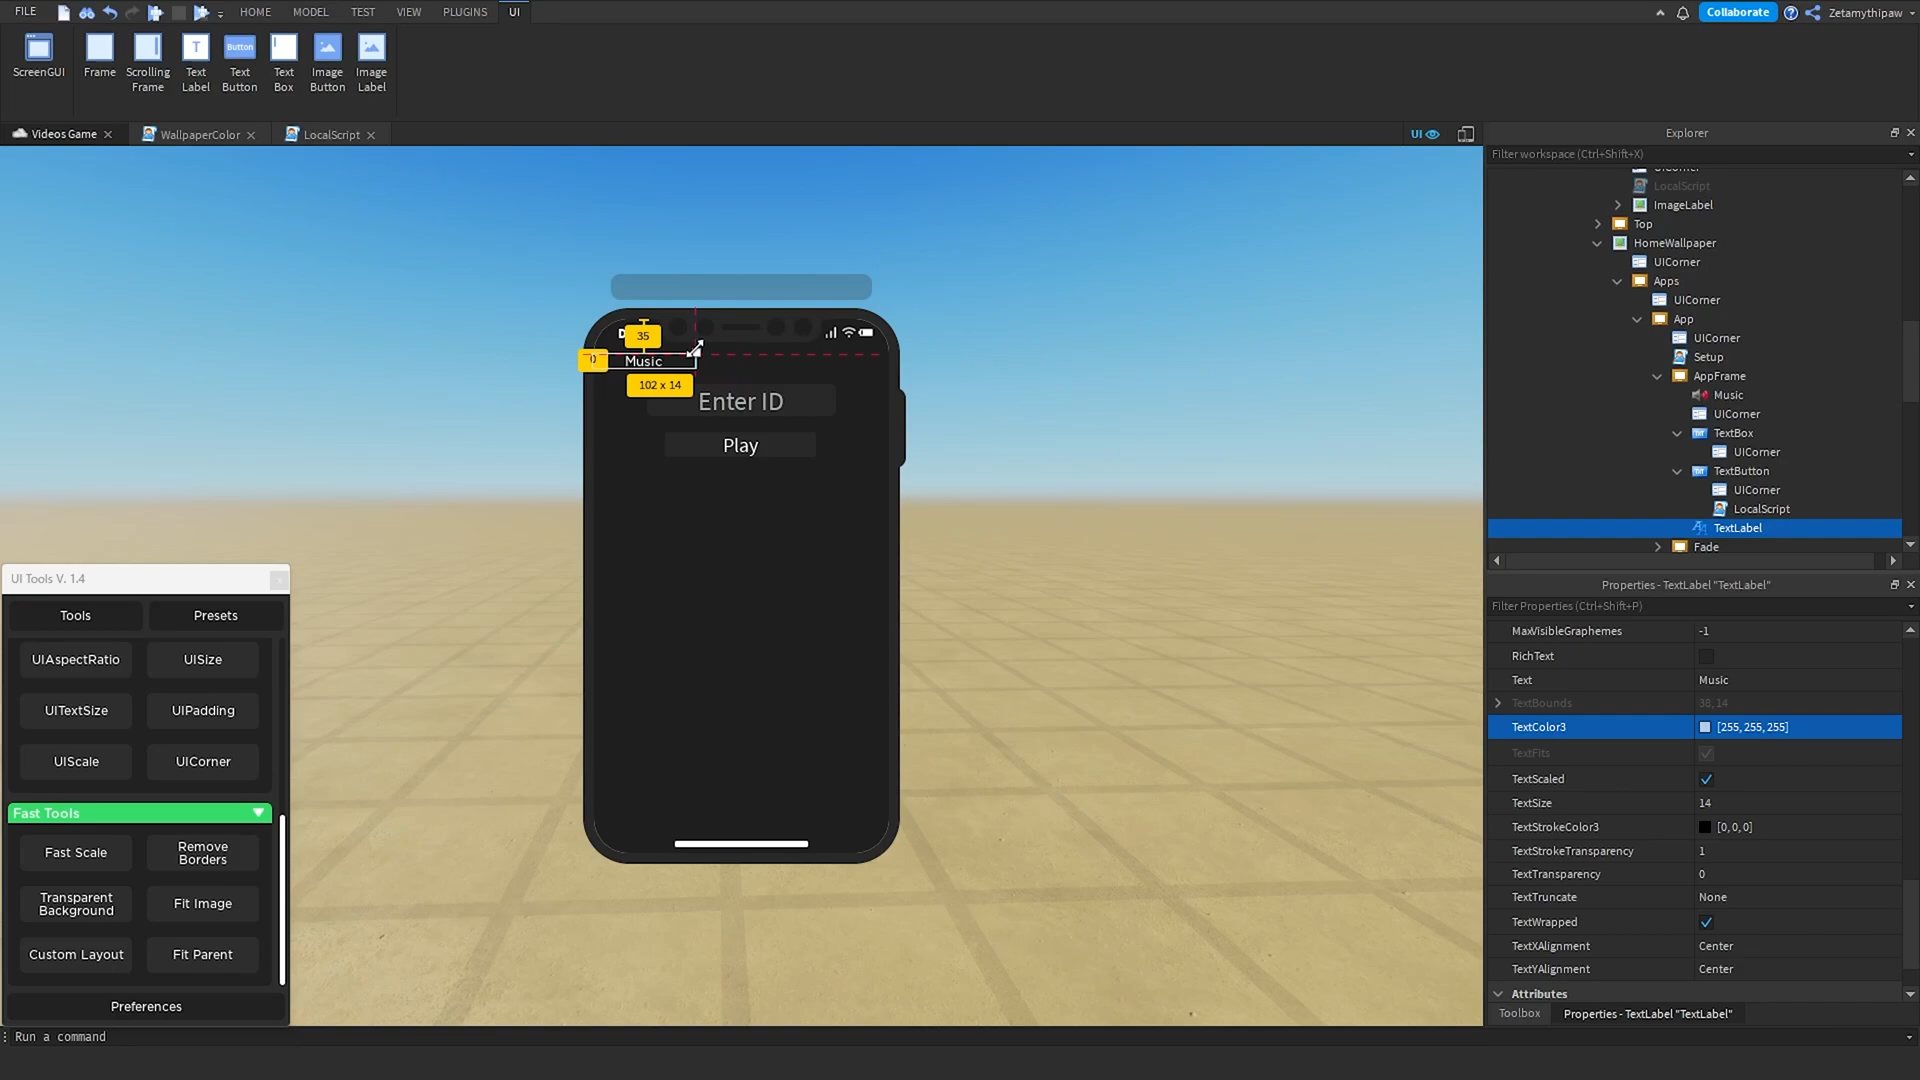 FILE
HOME
MODEL
TEST
VIEW
PLUGINS
UI
Collaborate
Zetamythipaw
ScreenGUI
Frame
Scrolling
Frame
Text
Label
Button
Text
Button
Text
Box
Image
Button
Image
Label
Videos Game
WallpaperColor
LocalScript
UI
Explorer
Filter workspace (Ctrl+Shift+X)
UICorner
LocalScript
ImageLabel
Top
HomeWallpaper
UICorner
Apps
UICorner
App
UICorner
Setup
AppFrame
Music
UICorner
TextBox
UICorner
TextButton
UICorner
LocalScript
TextLabel
Fade
35
Music
102 x 14
Enter ID
Play
UI Tools V. 1.4
Tools
Presets
UIAspectRatio
UISize
UITextSize
UIPadding
UIScale
UICorner
Fast Tools
Fast Scale
Remove
Borders
Transparent
Background
Fit Image
Custom Layout
Fit Parent
Preferences
Properties - TextLabel "TextLabel"
Filter Properties (Ctrl+Shift+P)
MaxVisibleGraphemes -1
RichText
Text Music
TextBounds 38, 14
TextColor3 [255, 255, 255]
TextFits
TextScaled
TextSize 14
TextStrokeColor3 [0, 0, 0]
TextStrokeTransparency 1
TextTransparency 0
TextTruncate None
TextWrapped
TextXAlignment Center
TextYAlignment Center
Attributes
Toolbox
Properties - TextLabel "TextLabel"
Run a command